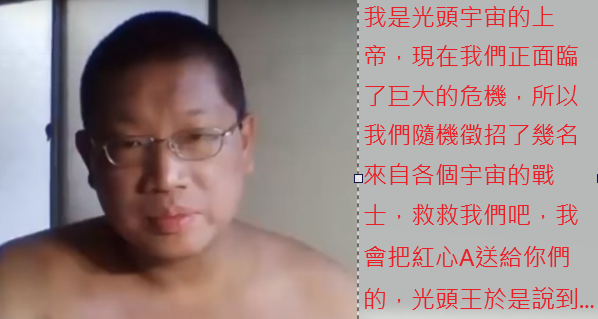 我是光頭宇宙的上
帝，現在我們正面臨
了巨大的危機，所以
我們隨機徵招了幾名
來自各個宇宙的戰
士，救救我們吧，我
會把紅心A送給你們
的，光頭王於是說到...